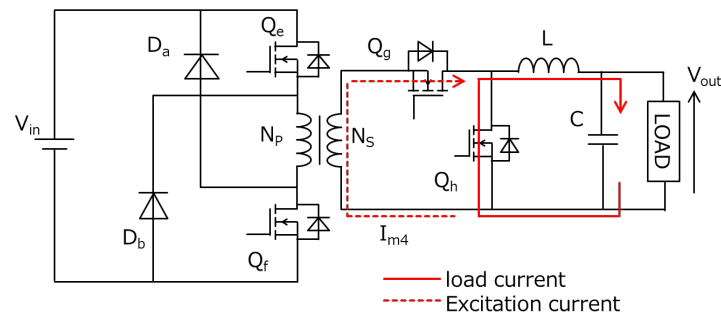 Qe
Da
Qg
L
Vout
Vin
NP
NS
C
LOAD
Qh
Db
Qf
Im4
load current
Excitation current